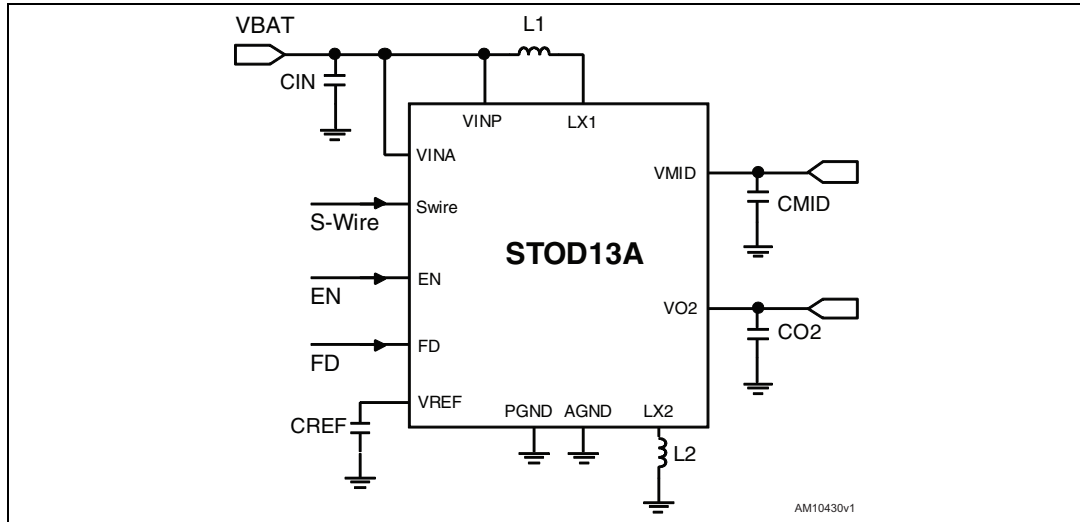 L1
VBAT
CIN
VINP
LX1
VINA
VMID
CMID
Swire
S-Wire
STOD13A
EN
EN
VO2
CO2
FD
FD
VREF
PGND
AGND
LX2
CREF
L2
AM10430v1